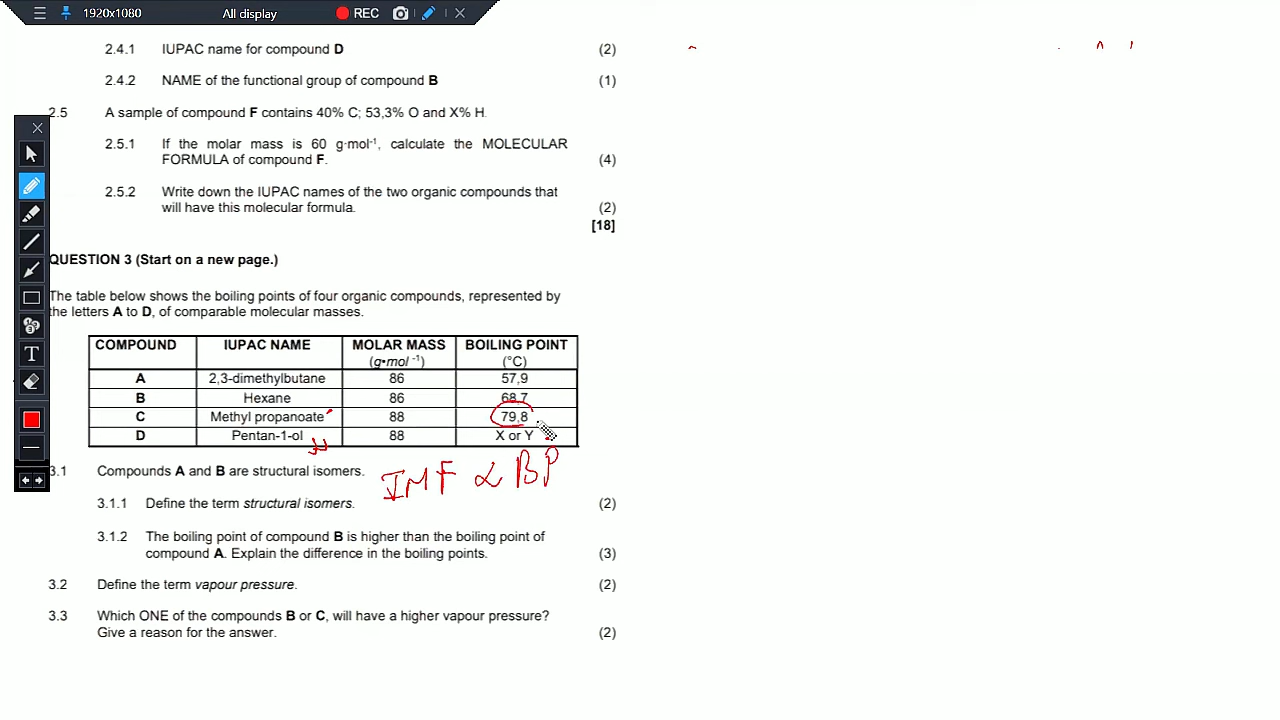 1920x1080 All display REC
2.4.1 IUPAC name for compound D (2)
2.4.2 NAME of the functional group of compound B (1)
2.5 A sample of compound F contains 40% C; 53,3% O and X% H.
2.5.1 If the molar mass is 60 g·mol-1, calculate the MOLECULAR
FORMULA of compound F. (4)
2.5.2 Write down the IUPAC names of the two organic compounds that
will have this molecular formula. (2)
[18]
QUESTION 3 (Start on a new page.)
The table below shows the boiling points of four organic compounds, represented by
the letters A to D, of comparable molecular masses.
COMPOUND IUPAC NAME MOLAR MASS BOILING POINT
(g•mol -1) (°C)
A 2,3-dimethylbutane 86 57,9
B Hexane 86 68,7
C Methyl propanoate 88 79,8
D Pentan-1-ol 88 X or Y
3.1 Compounds A and B are structural isomers.
IMF ∝ BP
3.1.1 Define the term structural isomers. (2)
3.1.2 The boiling point of compound B is higher than the boiling point of
compound A. Explain the difference in the boiling points. (3)
3.2 Define the term vapour pressure. (2)
3.3 Which ONE of the compounds B or C, will have a higher vapour pressure?
Give a reason for the answer. (2)